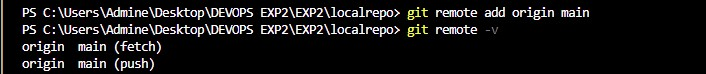 PS C:\Users\Admine\Desktop\DEVOPS EXP2\EXP2\localrepo> git remote add origin main
PS C:\Users\Admine\Desktop\DEVOPS EXP2\EXP2\localrepo> git remote -v
origin  main (fetch)
origin  main (push)